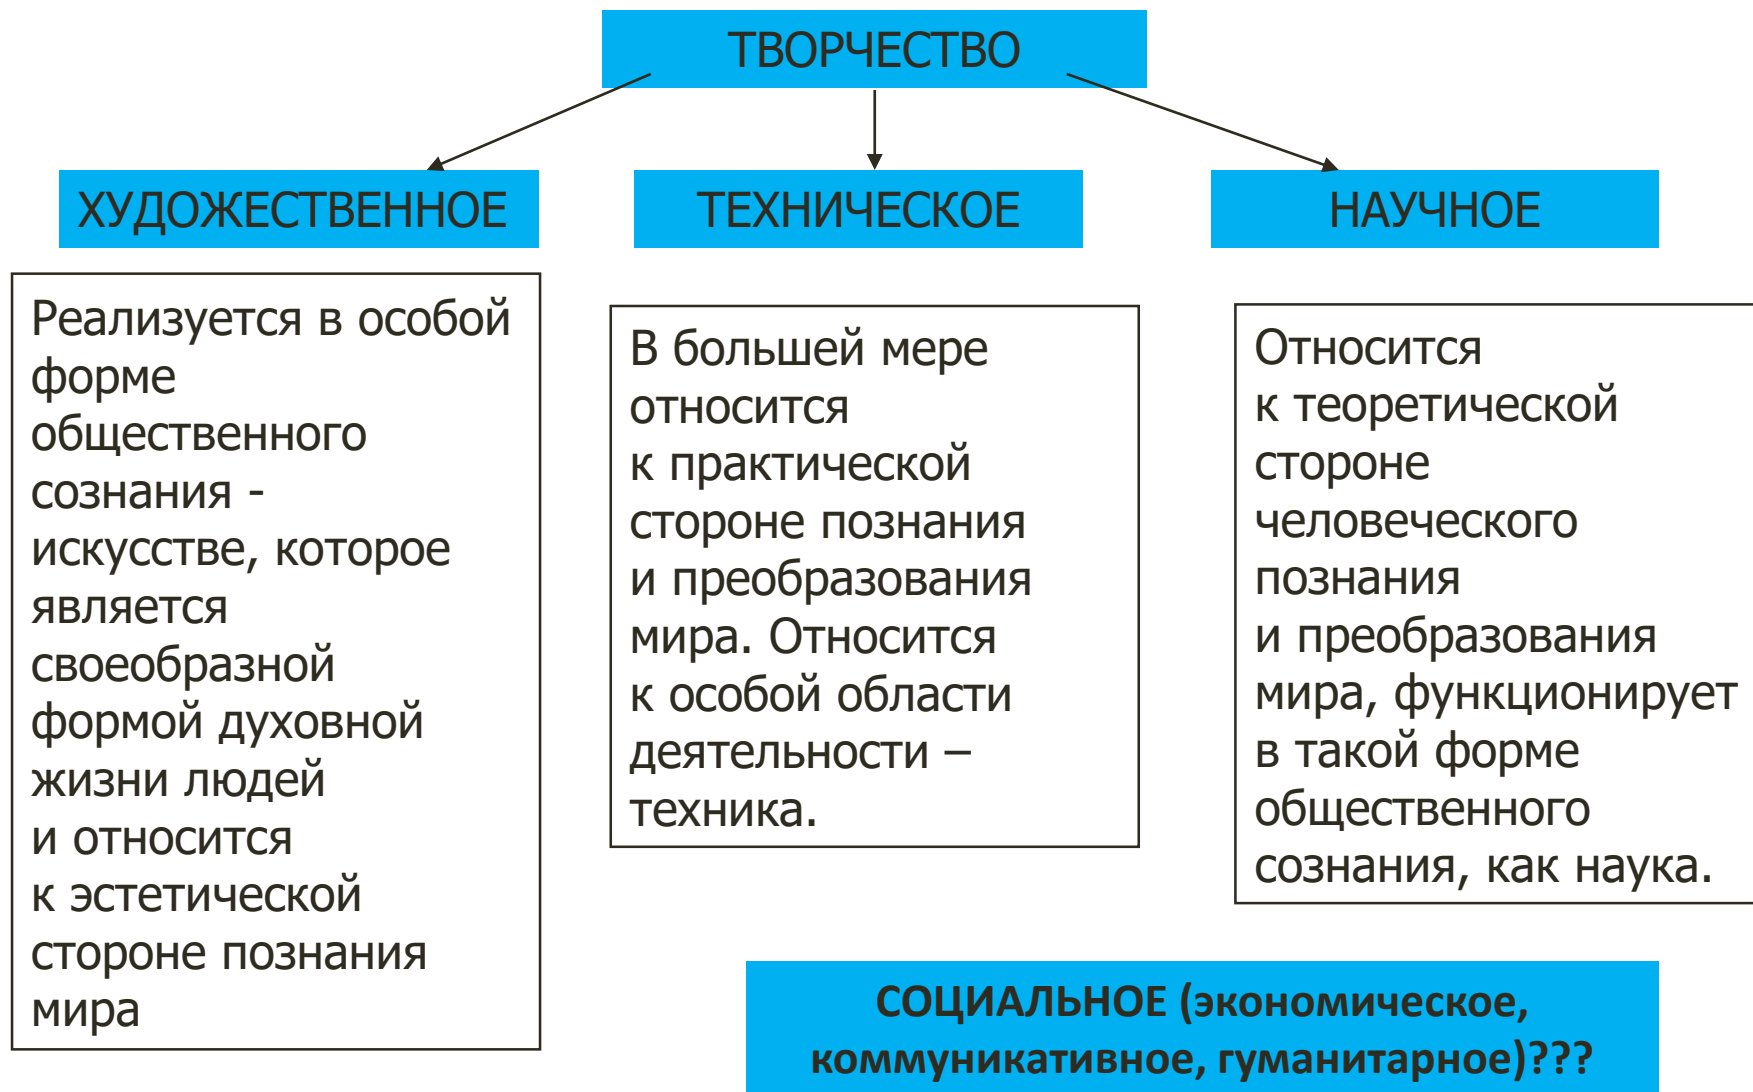 ТВОРЧЕСТВО
ХУДОЖЕСТВЕННОЕ
Реализуется в особой
форме
общественного
сознания -
искусстве, которое
является
своеобразной
формой духовной
жизни людей
и относится
к эстетической
стороне познания
мира
ТЕХНИЧЕСКОЕ
В большей мере
относится
к практической
стороне познания
и преобразования
мира. Относится
к особой области
деятельности –
техника.
НАУЧНОЕ
Относится
к теоретической
стороне
человеческого
познания
и преобразования
мира, функционирует
в такой форме
общественного
сознания, как наука.
СОЦИАЛЬНОЕ (экономическое,
коммуникативное, гуманитарное)???